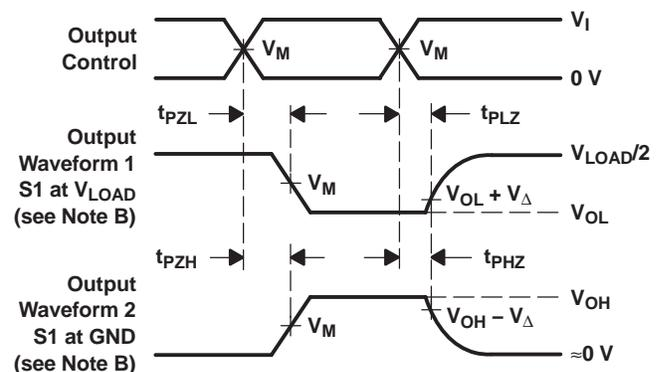 Output
Control
V_M
V_M
V_I
0 V
t_PZL
t_PLZ
Output
Waveform 1
S1 at V_LOAD
(see Note B)
V_M
V_LOAD/2
V_OL + V_Δ
V_OL
t_PZH
t_PHZ
Output
Waveform 2
S1 at GND
(see Note B)
V_M
V_OH
V_OH – V_Δ
≈0 V